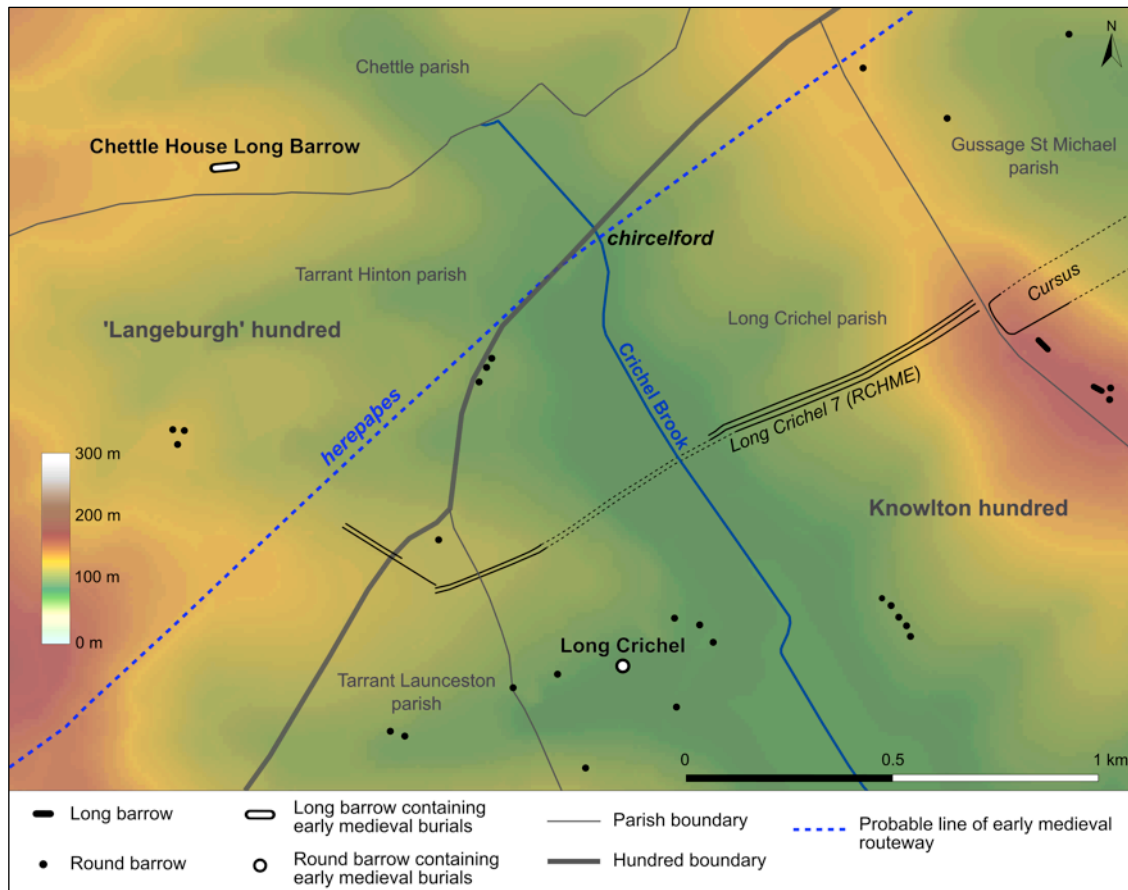 N
Chettle parish
Chettle House Long Barrow
Gussage St Michael
parish
chircelford
Tarrant Hinton parish
Cursus
'Langeburgh' hundred
Long Crichel parish
Crichel Brook
Long Crichel 7 (RCHME)
herepaþes
300 m
200 m
100 m
0 m
Knowlton hundred
Long Crichel
Tarrant Launceston
parish
0
0.5
1 km
Long barrow
Long barrow containing
early medieval burials
Parish boundary
Probable line of early medieval
routeway
Round barrow
Round barrow containing
early medieval burials
Hundred boundary